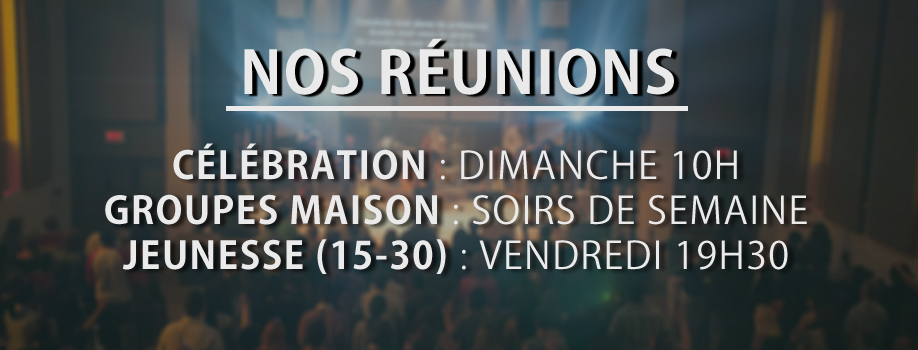 NOS RÉUNIONS
CÉLÉBRATION : DIMANCHE 10H
GROUPES MAISON : SOIRS DE SEMAINE
JEUNESSE (15-30) : VENDREDI 19H30